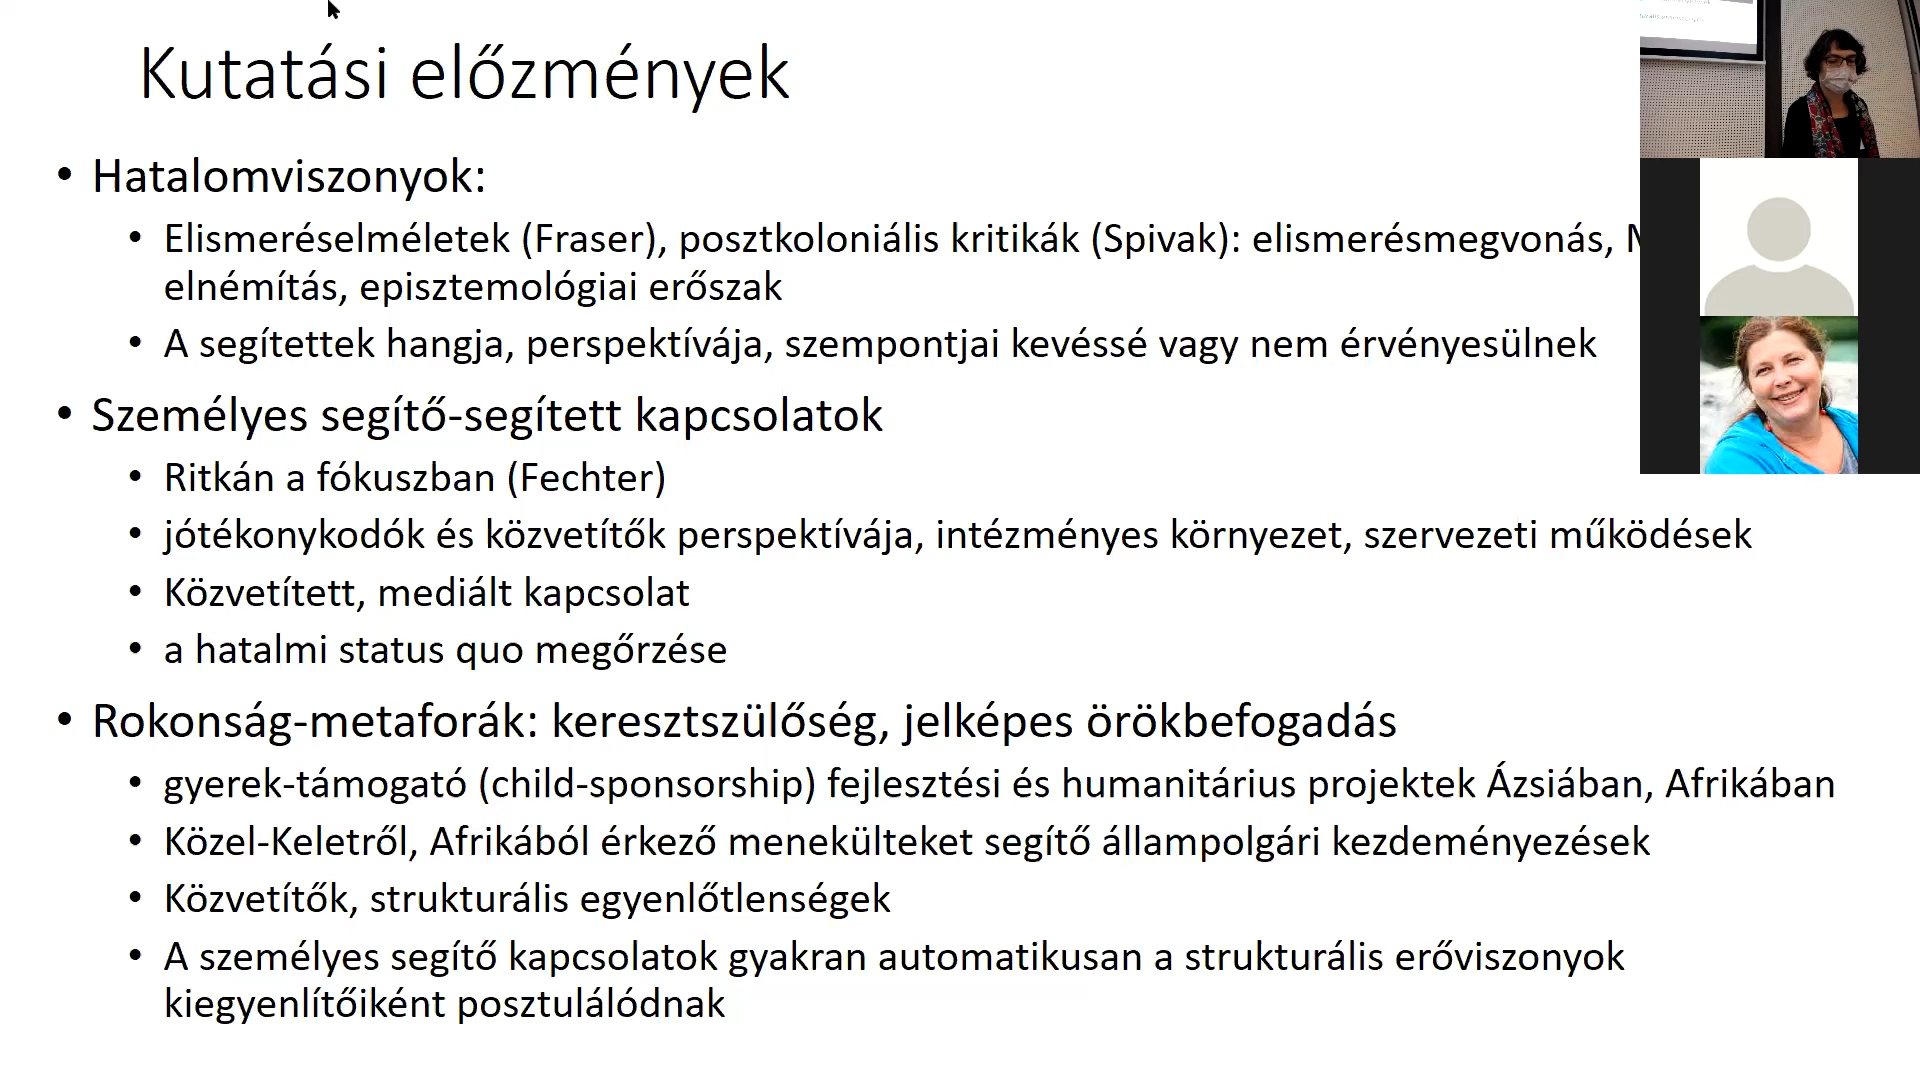 Kutatási előzmények
• Hatalomviszonyok:
• Elismeréselméletek (Fraser), posztkoloniális kritikák (Spivak): elismerésmegvonás,
elnémítás, episztemológiai erőszak
• A segítettek hangja, perspektívája, szempontjai kevéssé vagy nem érvényesülnek
• Személyes segítő-segített kapcsolatok
• Ritkán a fókuszban (Fechter)
• jótékonykodók és közvetítők perspektívája, intézményes környezet, szervezeti működések
• Közvetített, mediált kapcsolat
• a hatalmi status quo megőrzése
• Rokonság-metaforák: keresztszülőség, jelképes örökbefogadás
• gyerek-támogató (child-sponsorship) fejlesztési és humanitárius projektek Ázsiában, Afrikában
• Közel-Keletről, Afrikából érkező menekülteket segítő állampolgári kezdeményezések
• Közvetítők, strukturális egyenlőtlenségek
• A személyes segítő kapcsolatok gyakran automatikusan a strukturális erőviszonyok
kiegyenlítőiként posztulálódnak